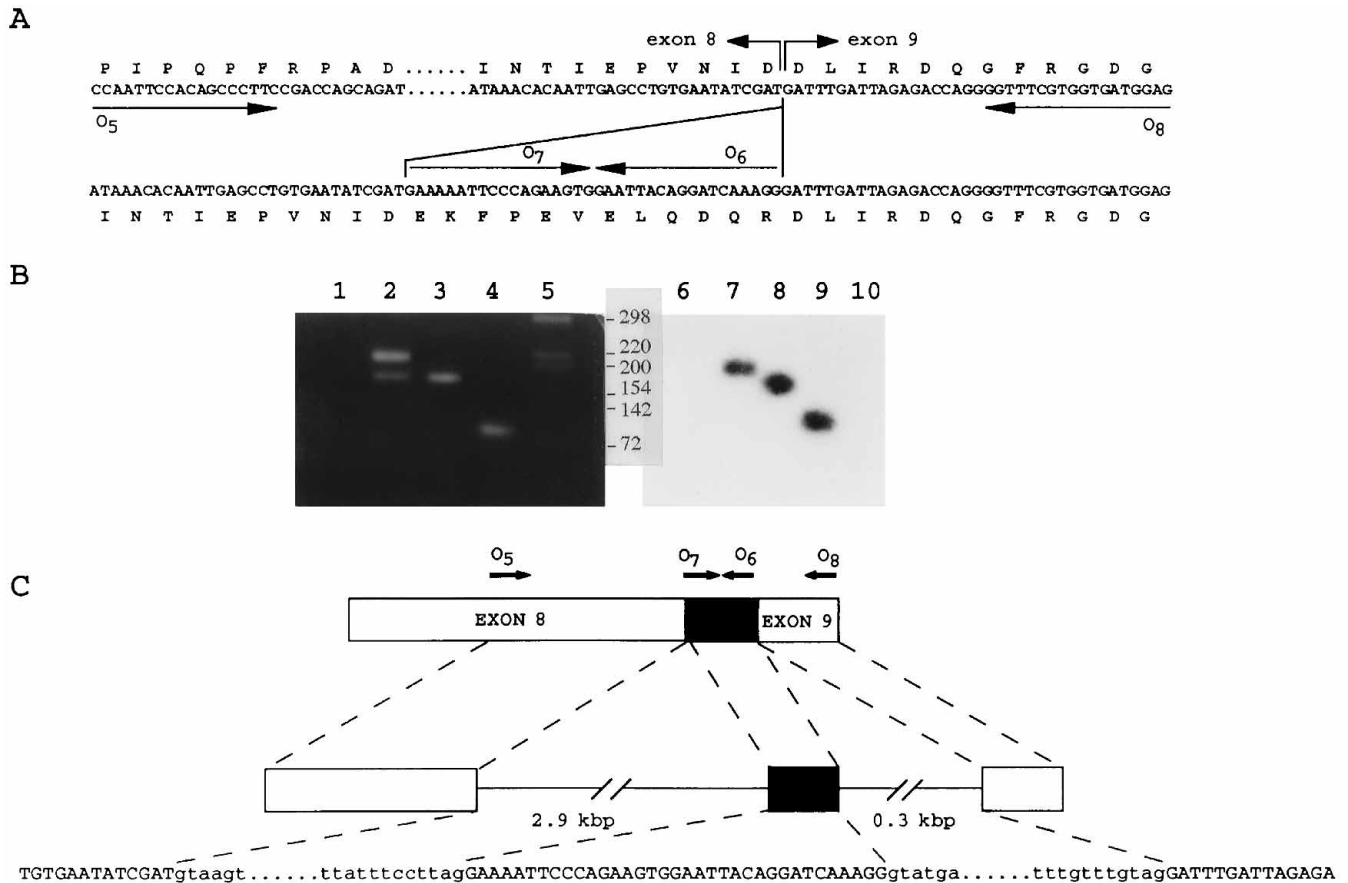 A
exon 8 exon 9
P I P Q P F R P A D ...... I N T I E P V N I D D L I R D Q G F R G D G
CCAATTCCACAGCCCTTCCGACCAGCAGAT......ATAAACACAATTGAGCCTGTGAATATCGATGATTTGATTAGAGACCAGGGGTTTCGTGGTGATGGAG
O5 O8
O7 O6
ATAAACACAATTGAGCCTGTGAATATCGATGAAAAATTCCCAGAAGTGGAATTACAGGATCAAAGGGATTTGATTAGAGACCAGGGGTTTCGTGGTGATGGAG
I N T I E P V N I D E K F P E V E L Q D Q R D L I R D Q G F R G D G
B
1 2 3 4 5 6 7 8 9 10
298
220
200
154
142
72
C
O5 O7 O6 O8
EXON 8 EXON 9
2.9 kbp 0.3 kbp
TGTGAATATCGATgtaagt......ttatttccttagGAAAATTCCCAGAAGTGGAATTACAGGATCAAAGGgtatga......tttgtttgtagGATTTGATTAGAGA